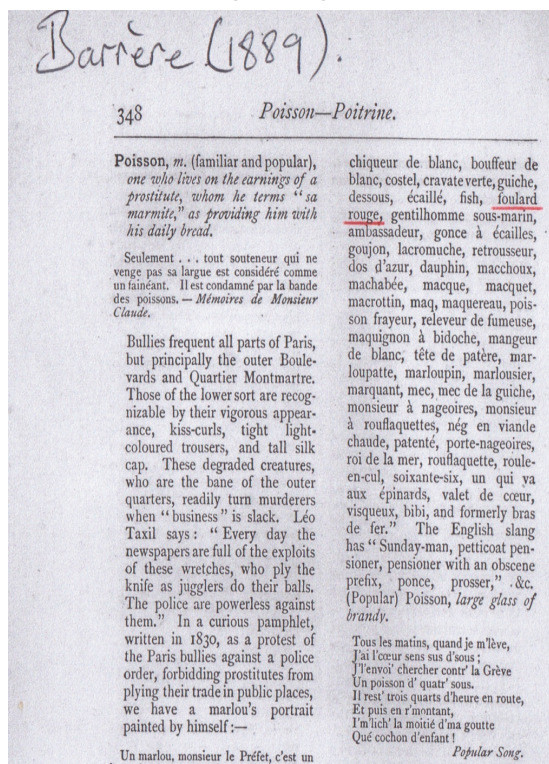 Barrère (1889).
348
Poisson—Poitrine.
Poisson, m. (familiar and popular),
one who lives on the earnings of a
prostitute, whom he terms "sa
marmite," as providing him with
his daily bread.
Seulement . . . tout souteneur qui ne
venge pas sa largue est considéré comme
un fainéant. Il est condamné par la bande
des poissons.—Mémoires de Monsieur
Claude.
Bullies frequent all parts of Paris,
but principally the outer Boule-
vards and Quartier Montmartre.
Those of the lower sort are recog-
nizable by their vigorous appear-
ance, kiss-curls, tight light-
coloured trousers, and tall silk
cap. These degraded creatures,
who are the bane of the outer
quarters, readily turn murderers
when "business" is slack. Léo
Taxil says: "Every day the
newspapers are full of the exploits
of these wretches, who ply the
knife as jugglers do their balls.
The police are powerless against
them." In a curious pamphlet,
written in 1830, as a protest of
the Paris bullies against a police
order, forbidding prostitutes from
plying their trade in public places,
we have a marlou's portrait
painted by himself:—
Un marlou, monsieur le Préfet, c'est un
chiqueur de blanc, bouffeur de
blanc, costel, cravate verte, guiche,
dessous, écaillé, fish, foulard
rouge, gentilhomme sous-marin,
ambassadeur, gonce à écailles,
goujon, lacromuche, retrousseur,
dos d'azur, dauphin, macchoux,
machabée, macque, macquet,
macrottin, maq, maquereau, pois-
son frayeur, releveur de fumeuse,
maquignon à bidoche, mangeur
de blanc, tête de patère, mar-
loupatte, marloupin, marlousier,
marquant, mec, mec de la guiche,
monsieur à nageoires, monsieur
à rouflaquettes, nég en viande
chaude, patenté, porte-nageoires,
roi de la mer, rouflaquette, roule-
en-cul, soixante-six, un qui va
aux épinards, valet de cœur,
visqueux, bibi, and formerly bras
de fer." The English slang
has "Sunday-man, petticoat pen-
sioner, pensioner with an obscene
prefix, ponce, prosser," &c.
(Popular) Poisson, large glass of
brandy.
Tous les matins, quand je m'lève,
J'ai l'cœur sens sus d'sous ;
J'l'envoi' chercher contr' la Grève
Un poisson d' quatr' sous.
Il rest' trois quarts d'heure en route,
Et puis en r'montant,
I'm'lich' la moitié d'ma goutte
Qué cochon d'enfant !
Popular Song.